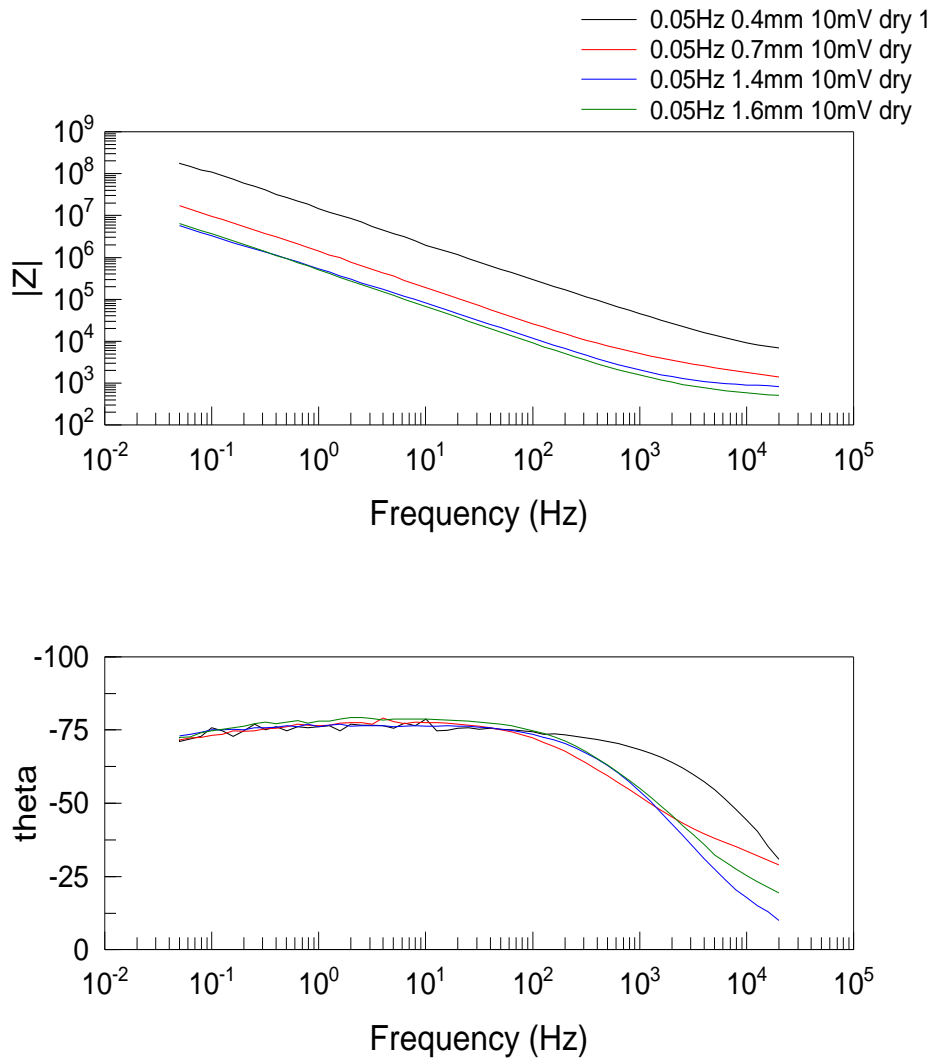 0.05Hz 0.4mm 10mV dry 1
0.05Hz 0.7mm 10mV dry
0.05Hz 1.4mm 10mV dry
0.05Hz 1.6mm 10mV dry
10^9
10^8
10^7
10^6
10^5
10^4
10^3
10^2
|Z|
10^-2 10^-1 10^0 10^1 10^2 10^3 10^4 10^5
Frequency (Hz)
-100
-75
-50
-25
0
theta
10^-2 10^-1 10^0 10^1 10^2 10^3 10^4 10^5
Frequency (Hz)